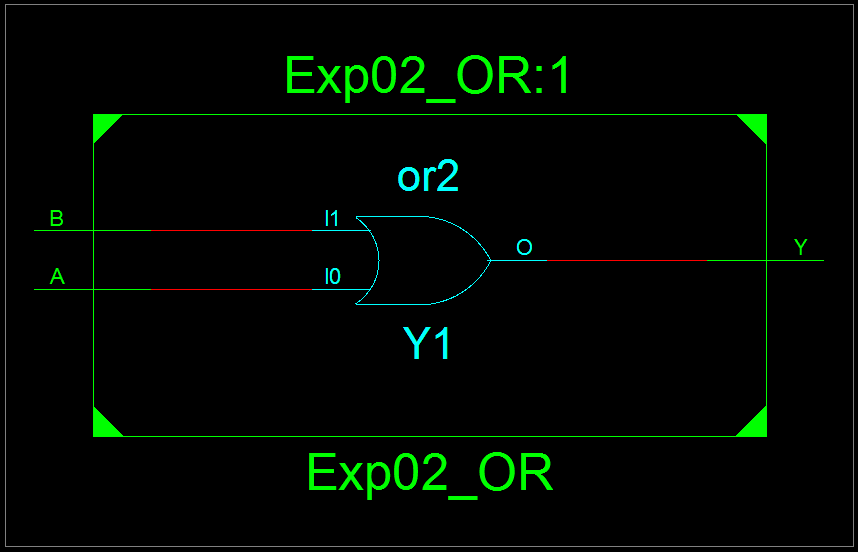 Exp02_OR:1
or2
B
I1
O
Y
A
I0
Y1
Exp02_OR